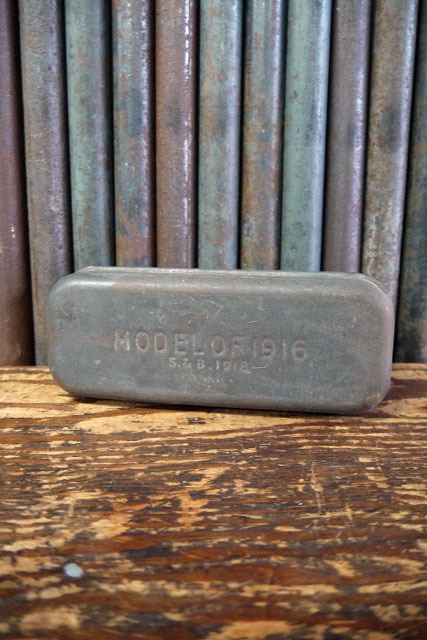 MODEL OF 1916
S. & D. 1918